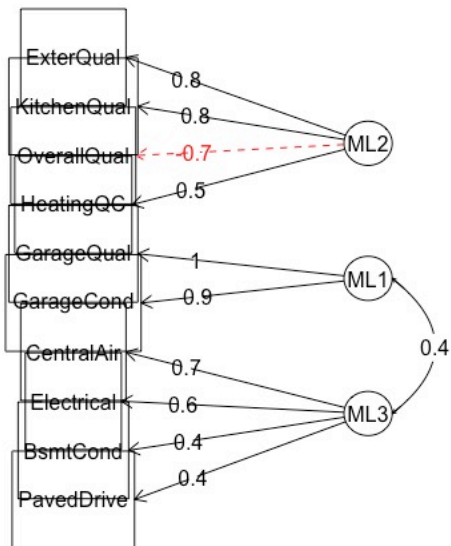 ExterQual
0.8
KitchenQual
0.8
OverallQual
-0.7
ML2
HeatingQC
0.5
GarageQual
1
ML1
GarageCond
0.9
0.4
CentralAir
0.7
Electrical
0.6
ML3
BsmtCond
0.4
PavedDrive
0.4